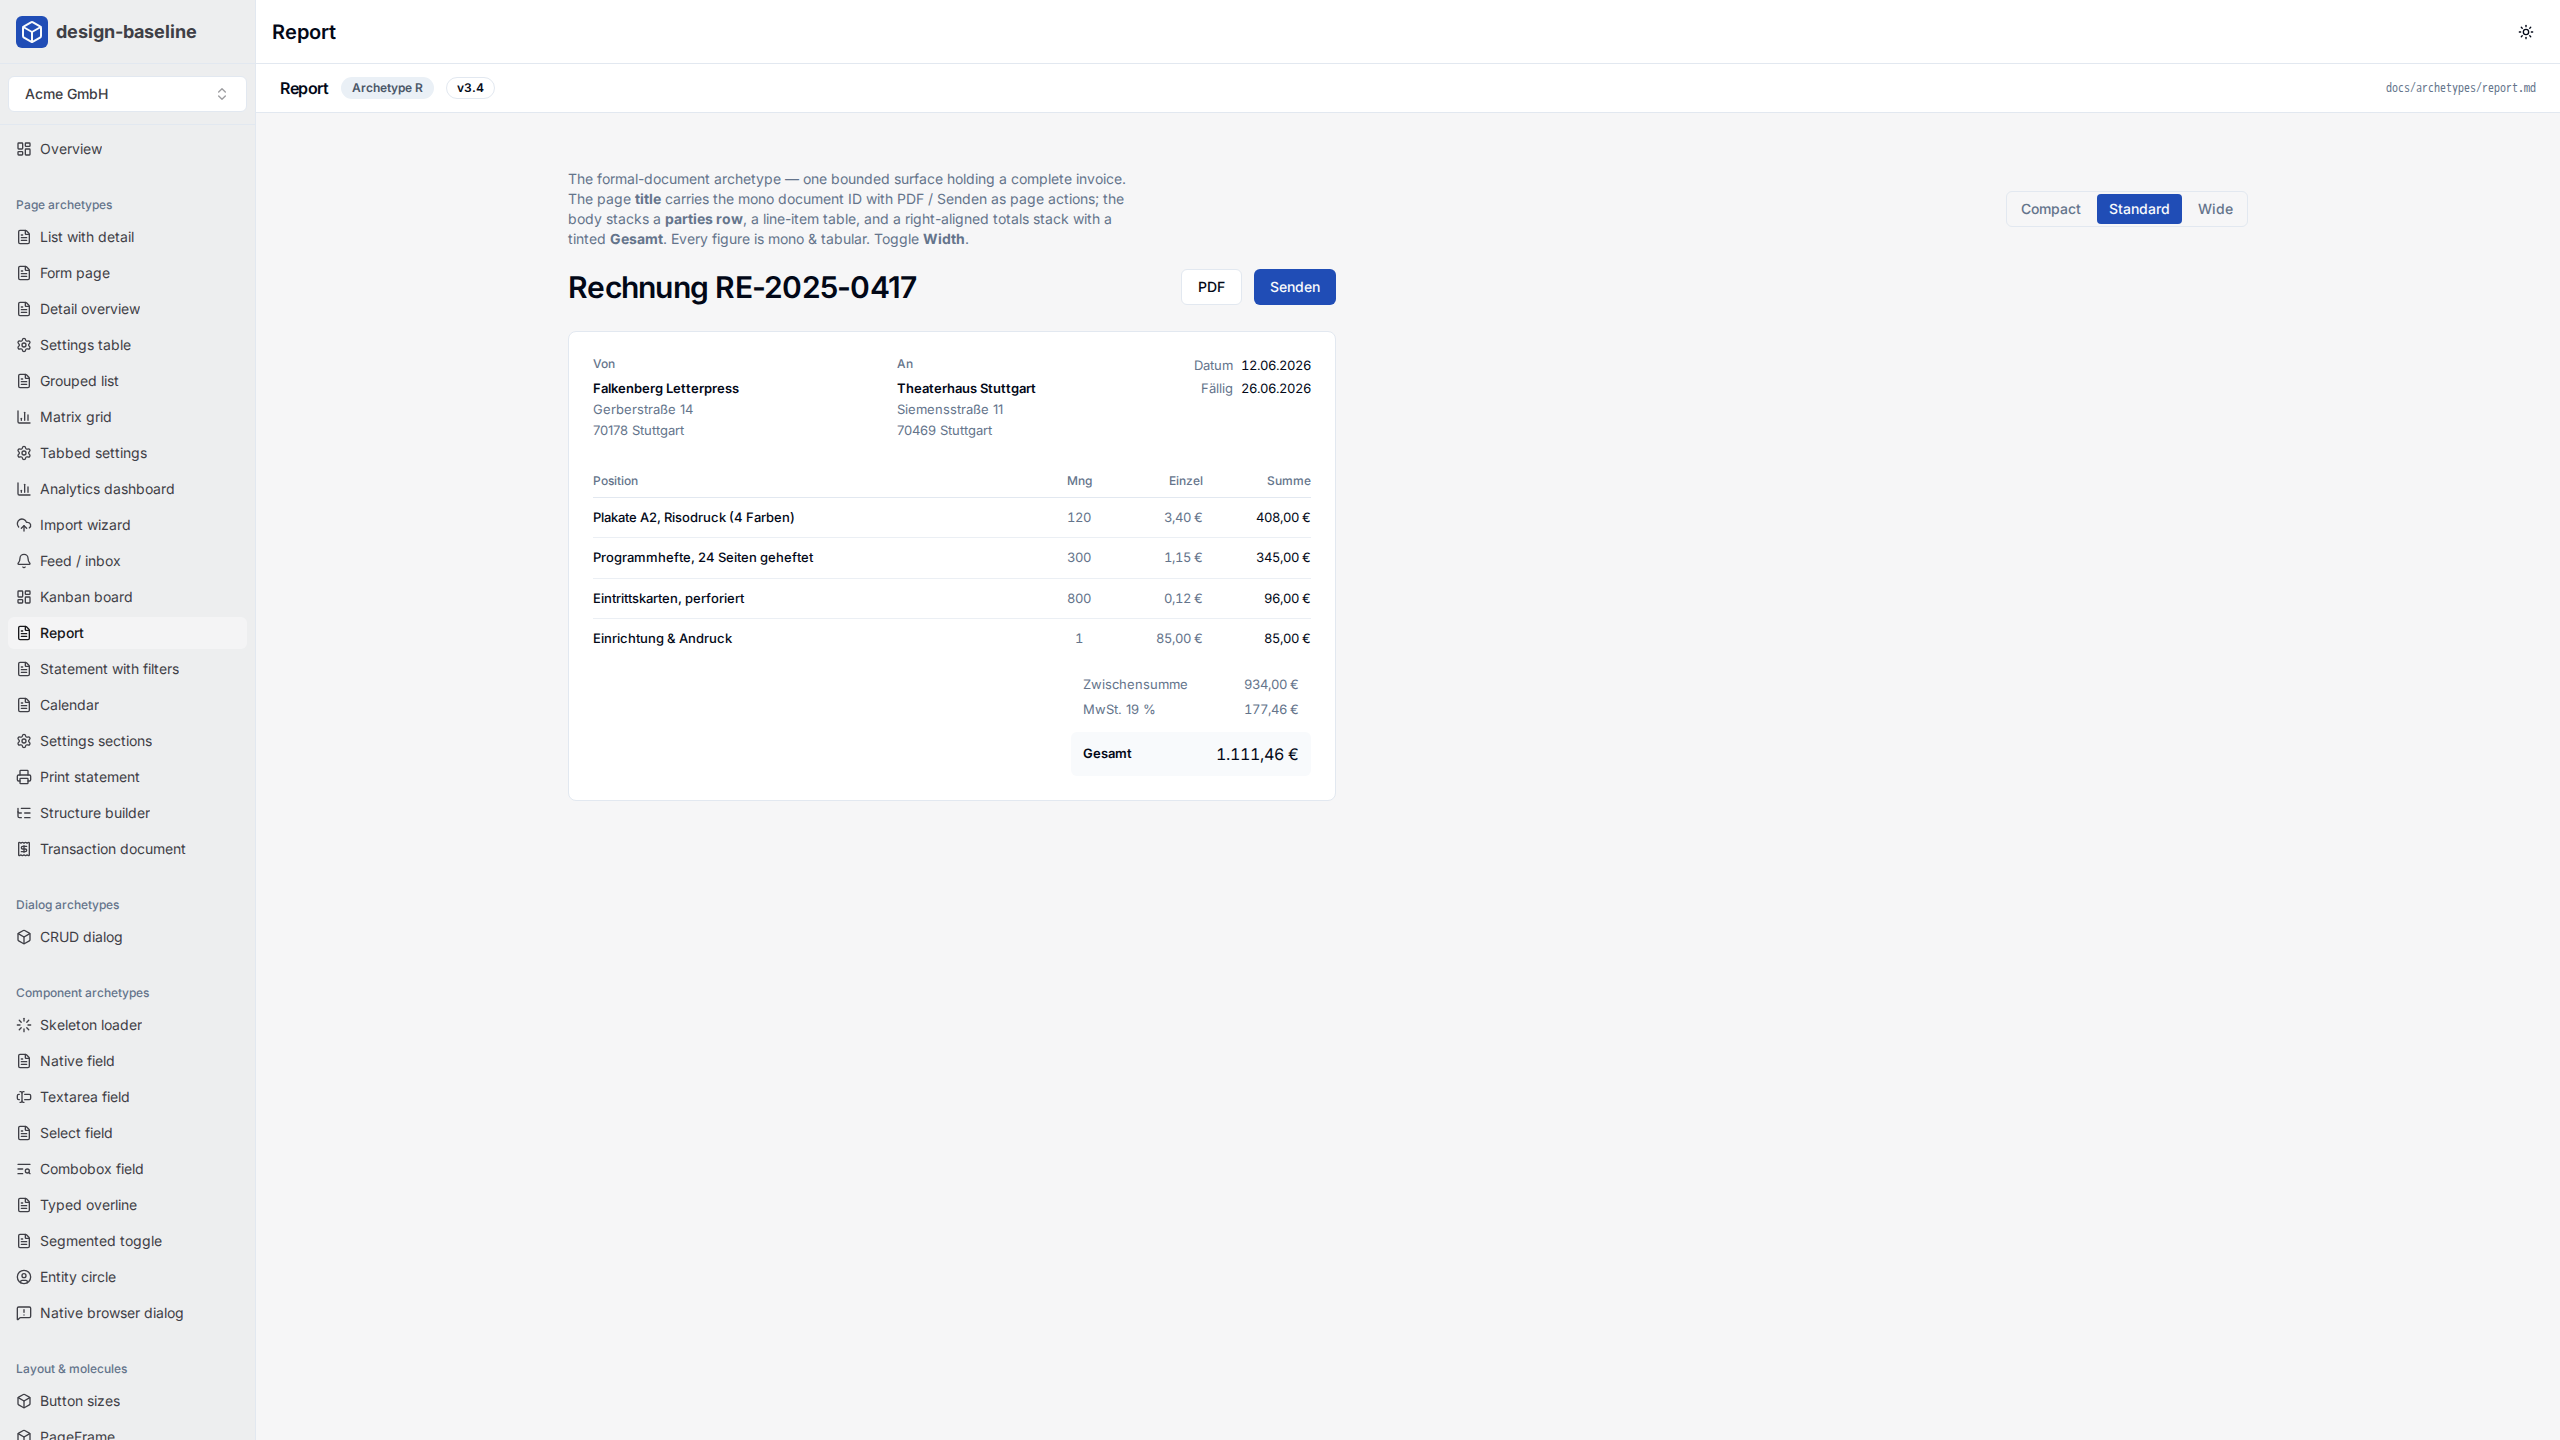 design-baseline
Acme GmbH
Overview
Page archetypes
List with detail
Form page
Detail overview
Settings table
Grouped list
Matrix grid
Tabbed settings
Analytics dashboard
Import wizard
Feed / inbox
Kanban board
Report
Statement with filters
Calendar
Settings sections
Print statement
Structure builder
Transaction document
Dialog archetypes
CRUD dialog
Component archetypes
Skeleton loader
Native field
Textarea field
Select field
Combobox field
Typed overline
Segmented toggle
Entity circle
Native browser dialog
Layout & molecules
Button sizes
PageFrame
Report
Report Archetype R v3.4 docs/archetypes/report.md
The formal-document archetype — one bounded surface holding a complete invoice.
The page title carries the mono document ID with PDF / Senden as page actions; the
body stacks a parties row, a line-item table, and a right-aligned totals stack with a
tinted Gesamt. Every figure is mono & tabular. Toggle Width.
Compact Standard Wide
Rechnung RE-2025-0417 PDF Senden
Von An Datum 12.06.2026
Falkenberg Letterpress Theaterhaus Stuttgart Fällig 26.06.2026
Gerberstraße 14 Siemensstraße 11
70178 Stuttgart 70469 Stuttgart
Position Mng Einzel Summe
Plakate A2, Risodruck (4 Farben) 120 3,40 € 408,00 €
Programmhefte, 24 Seiten geheftet 300 1,15 € 345,00 €
Eintrittskarten, perforiert 800 0,12 € 96,00 €
Einrichtung & Andruck 1 85,00 € 85,00 €
Zwischensumme 934,00 €
MwSt. 19 % 177,46 €
Gesamt 1.111,46 €